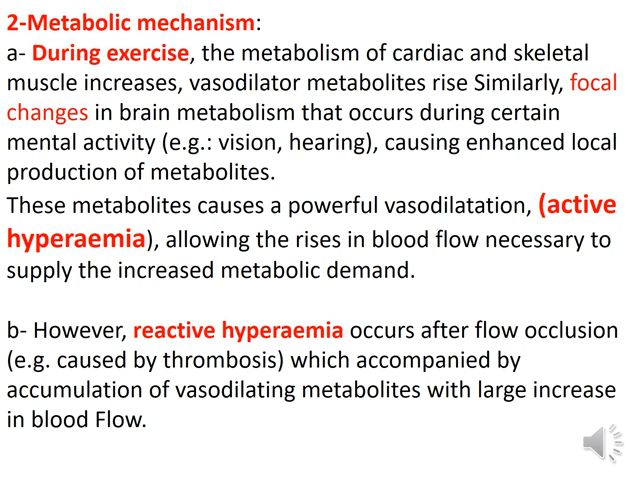 2-Metabolic mechanism:
a- During exercise, the metabolism of cardiac and skeletal
muscle increases, vasodilator metabolites rise Similarly, focal
changes in brain metabolism that occurs during certain
mental activity (e.g.: vision, hearing), causing enhanced local
production of metabolites.
These metabolites causes a powerful vasodilatation, (active
hyperaemia), allowing the rises in blood flow necessary to
supply the increased metabolic demand.
b- However, reactive hyperaemia occurs after flow occlusion
(e.g. caused by thrombosis) which accompanied by
accumulation of vasodilating metabolites with large increase
in blood Flow.